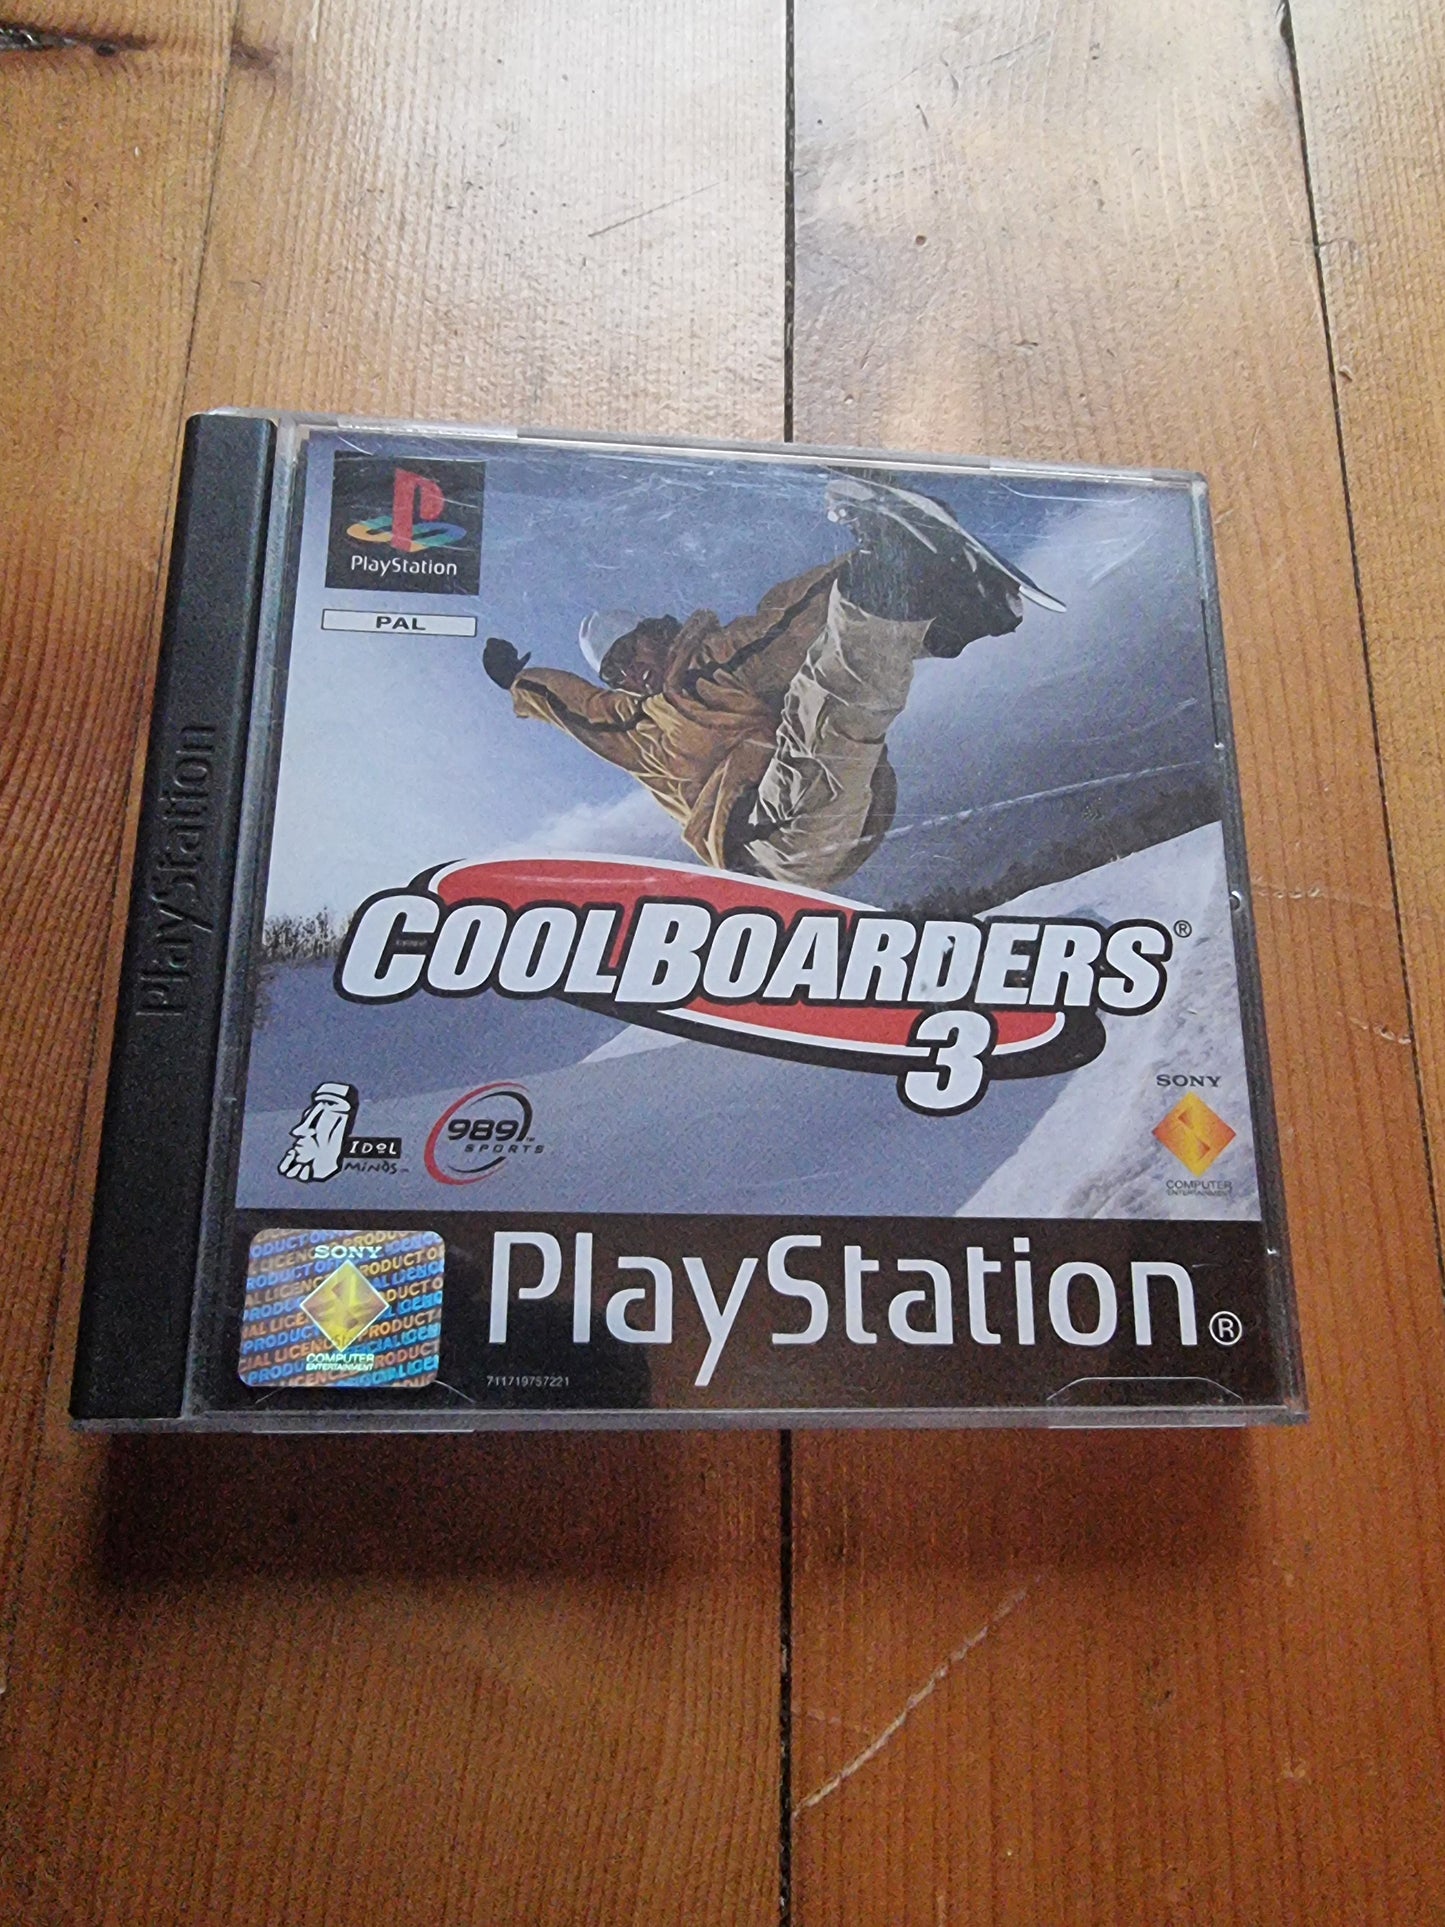 PlayStation
PlayStation
PAL
COOLBOARDERS®
3
IDOL
MINDS
989
SPORTS
SONY
COMPUTER
ENTERTAINMENT
SONY
COMPUTER
ENTERTAINMENT
PlayStation®
711719757221